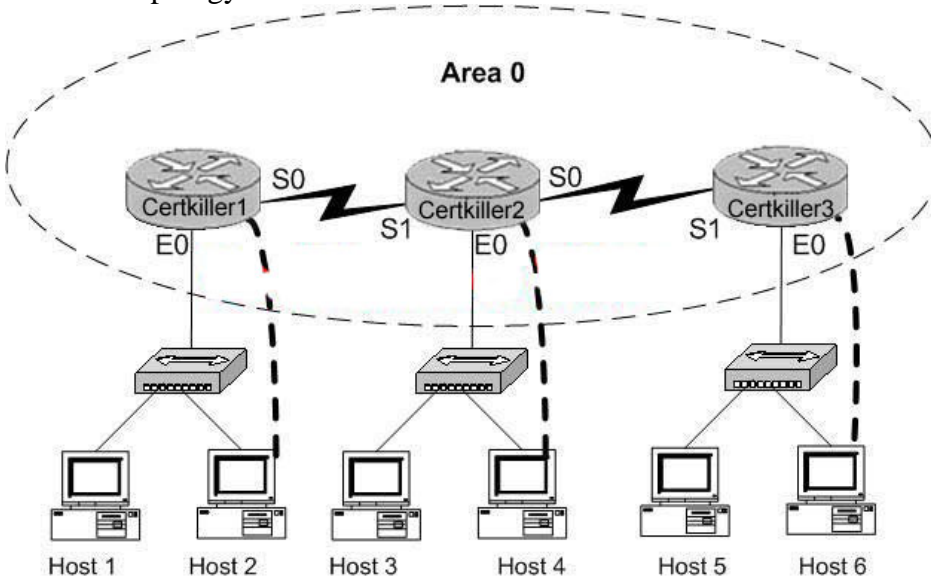 Area 0
S0
S0
Certkiller1
Certkiller2
Certkiller3
S1
S1
E0
E0
E0
Host 1
Host 2
Host 3
Host 4
Host 5
Host 6